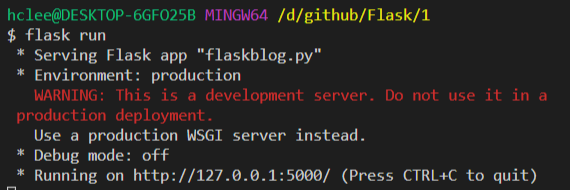 hclee@DESKTOP-6GFO25B MINGW64 /d/github/Flask/1
$ flask run
 * Serving Flask app "flaskblog.py"
 * Environment: production
   WARNING: This is a development server. Do not use it in a
 production deployment.
   Use a production WSGI server instead.
 * Debug mode: off
 * Running on http://127.0.0.1:5000/ (Press CTRL+C to quit)